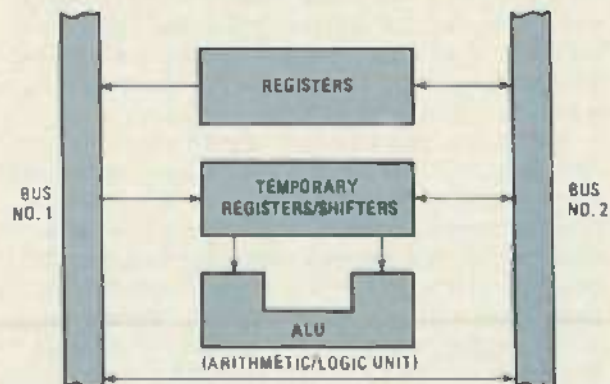 REGISTERS
BUS
NO. 1
TEMPORARY
REGISTERS/SHIFTERS
BUS
NO. 2
ALU
(ARITHMETIC/LOGIC UNIT)